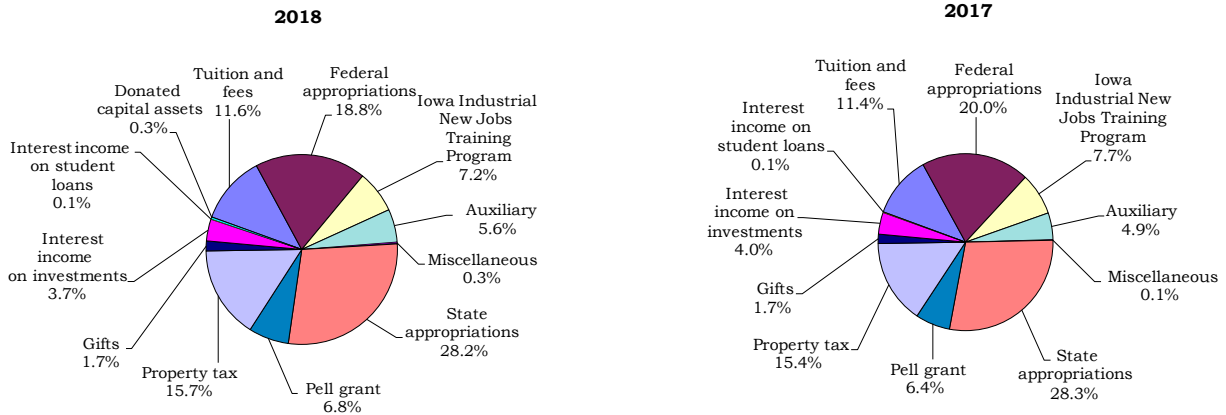 2018
Tuition and
fees
11.6%
Federal
appropriations
18.8%
Iowa Industrial
New Jobs
Training
Program
7.2%
Auxiliary
5.6%
Miscellaneous
0.3%
State
appropriations
28.2%
Pell grant
6.8%
Property tax
15.7%
Gifts
1.7%
Interest
income
on investments
3.7%
Interest income
on student
loans
0.1%
Donated
capital assets
0.3%
2017
Tuition and
fees
11.4%
Federal
appropriations
20.0%
Iowa
Industrial New
Jobs Training
Program
7.7%
Auxiliary
4.9%
Miscellaneous
0.1%
State
appropriations
28.3%
Pell grant
6.4%
Property tax
15.4%
Gifts
1.7%
Interest
income on
investments
4.0%
Interest
income on
student loans
0.1%